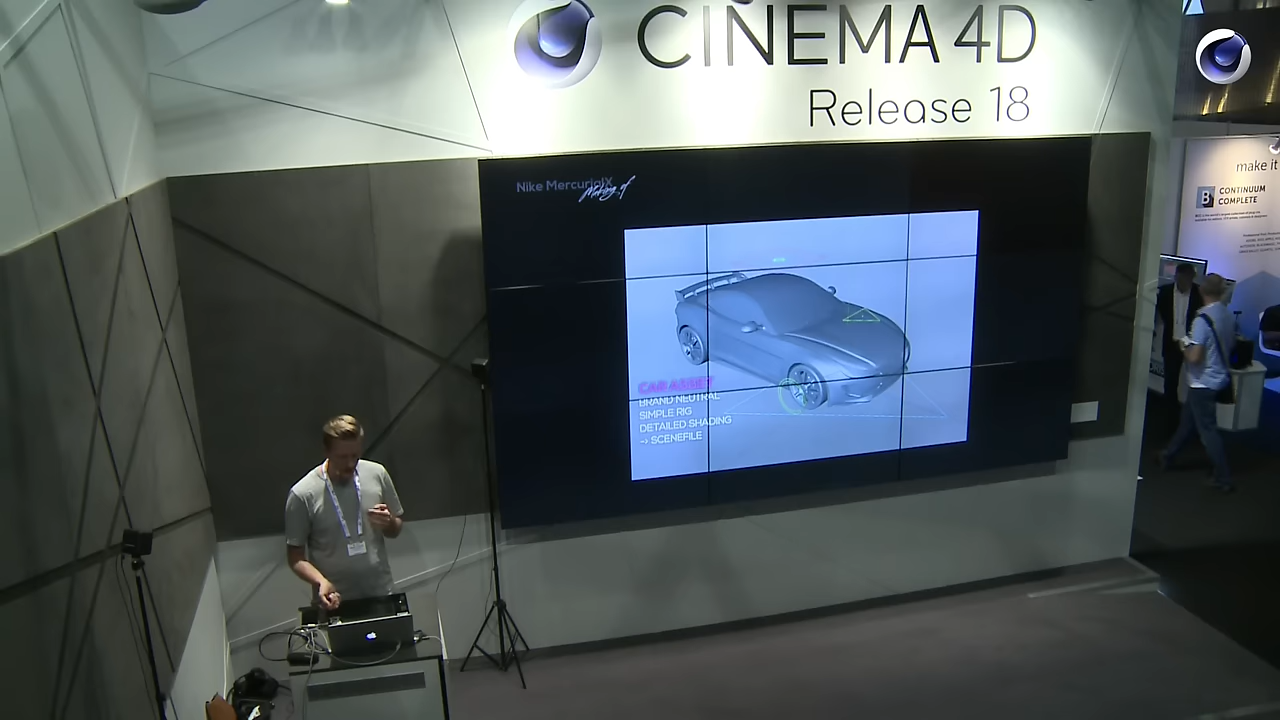 CINEMA 4D
Release 18
Nike MercurialX
Making of
CAR ASSET
BRAND NEUTRAL
SIMPLE RIG
DETAILED SHADING
-> SCENEFILE
make it
B
CONTINUUM
COMPLETE